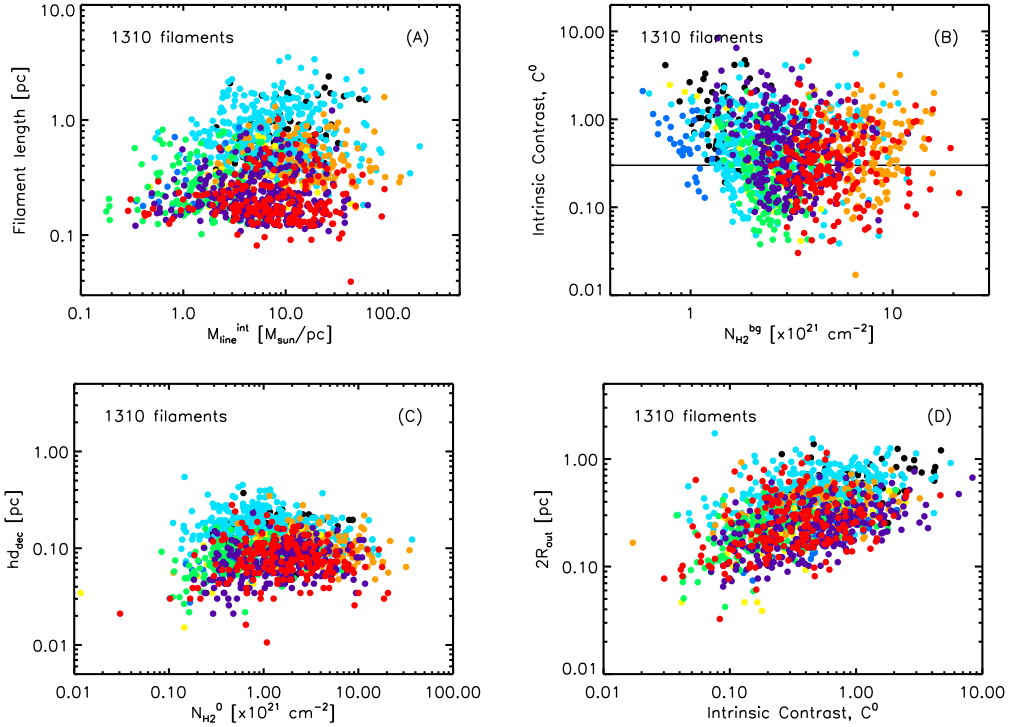 1310 filaments (A)
Filament length [pc]
10.0
1.0
0.1
0.1 1.0 10.0 100.0
M_line^int [M_sun/pc]
1310 filaments (B)
Intrinsic Contrast, C^0
10.00
1.00
0.10
0.01
1 10
N_H2^bg [x10^21 cm^-2]
1310 filaments (C)
hd_dec [pc]
1.00
0.10
0.01
0.01 0.10 1.00 10.00 100.00
N_H2^0 [x10^21 cm^-2]
1310 filaments (D)
2R_out [pc]
1.00
0.10
0.01
0.01 0.10 1.00 10.00
Intrinsic Contrast, C^0